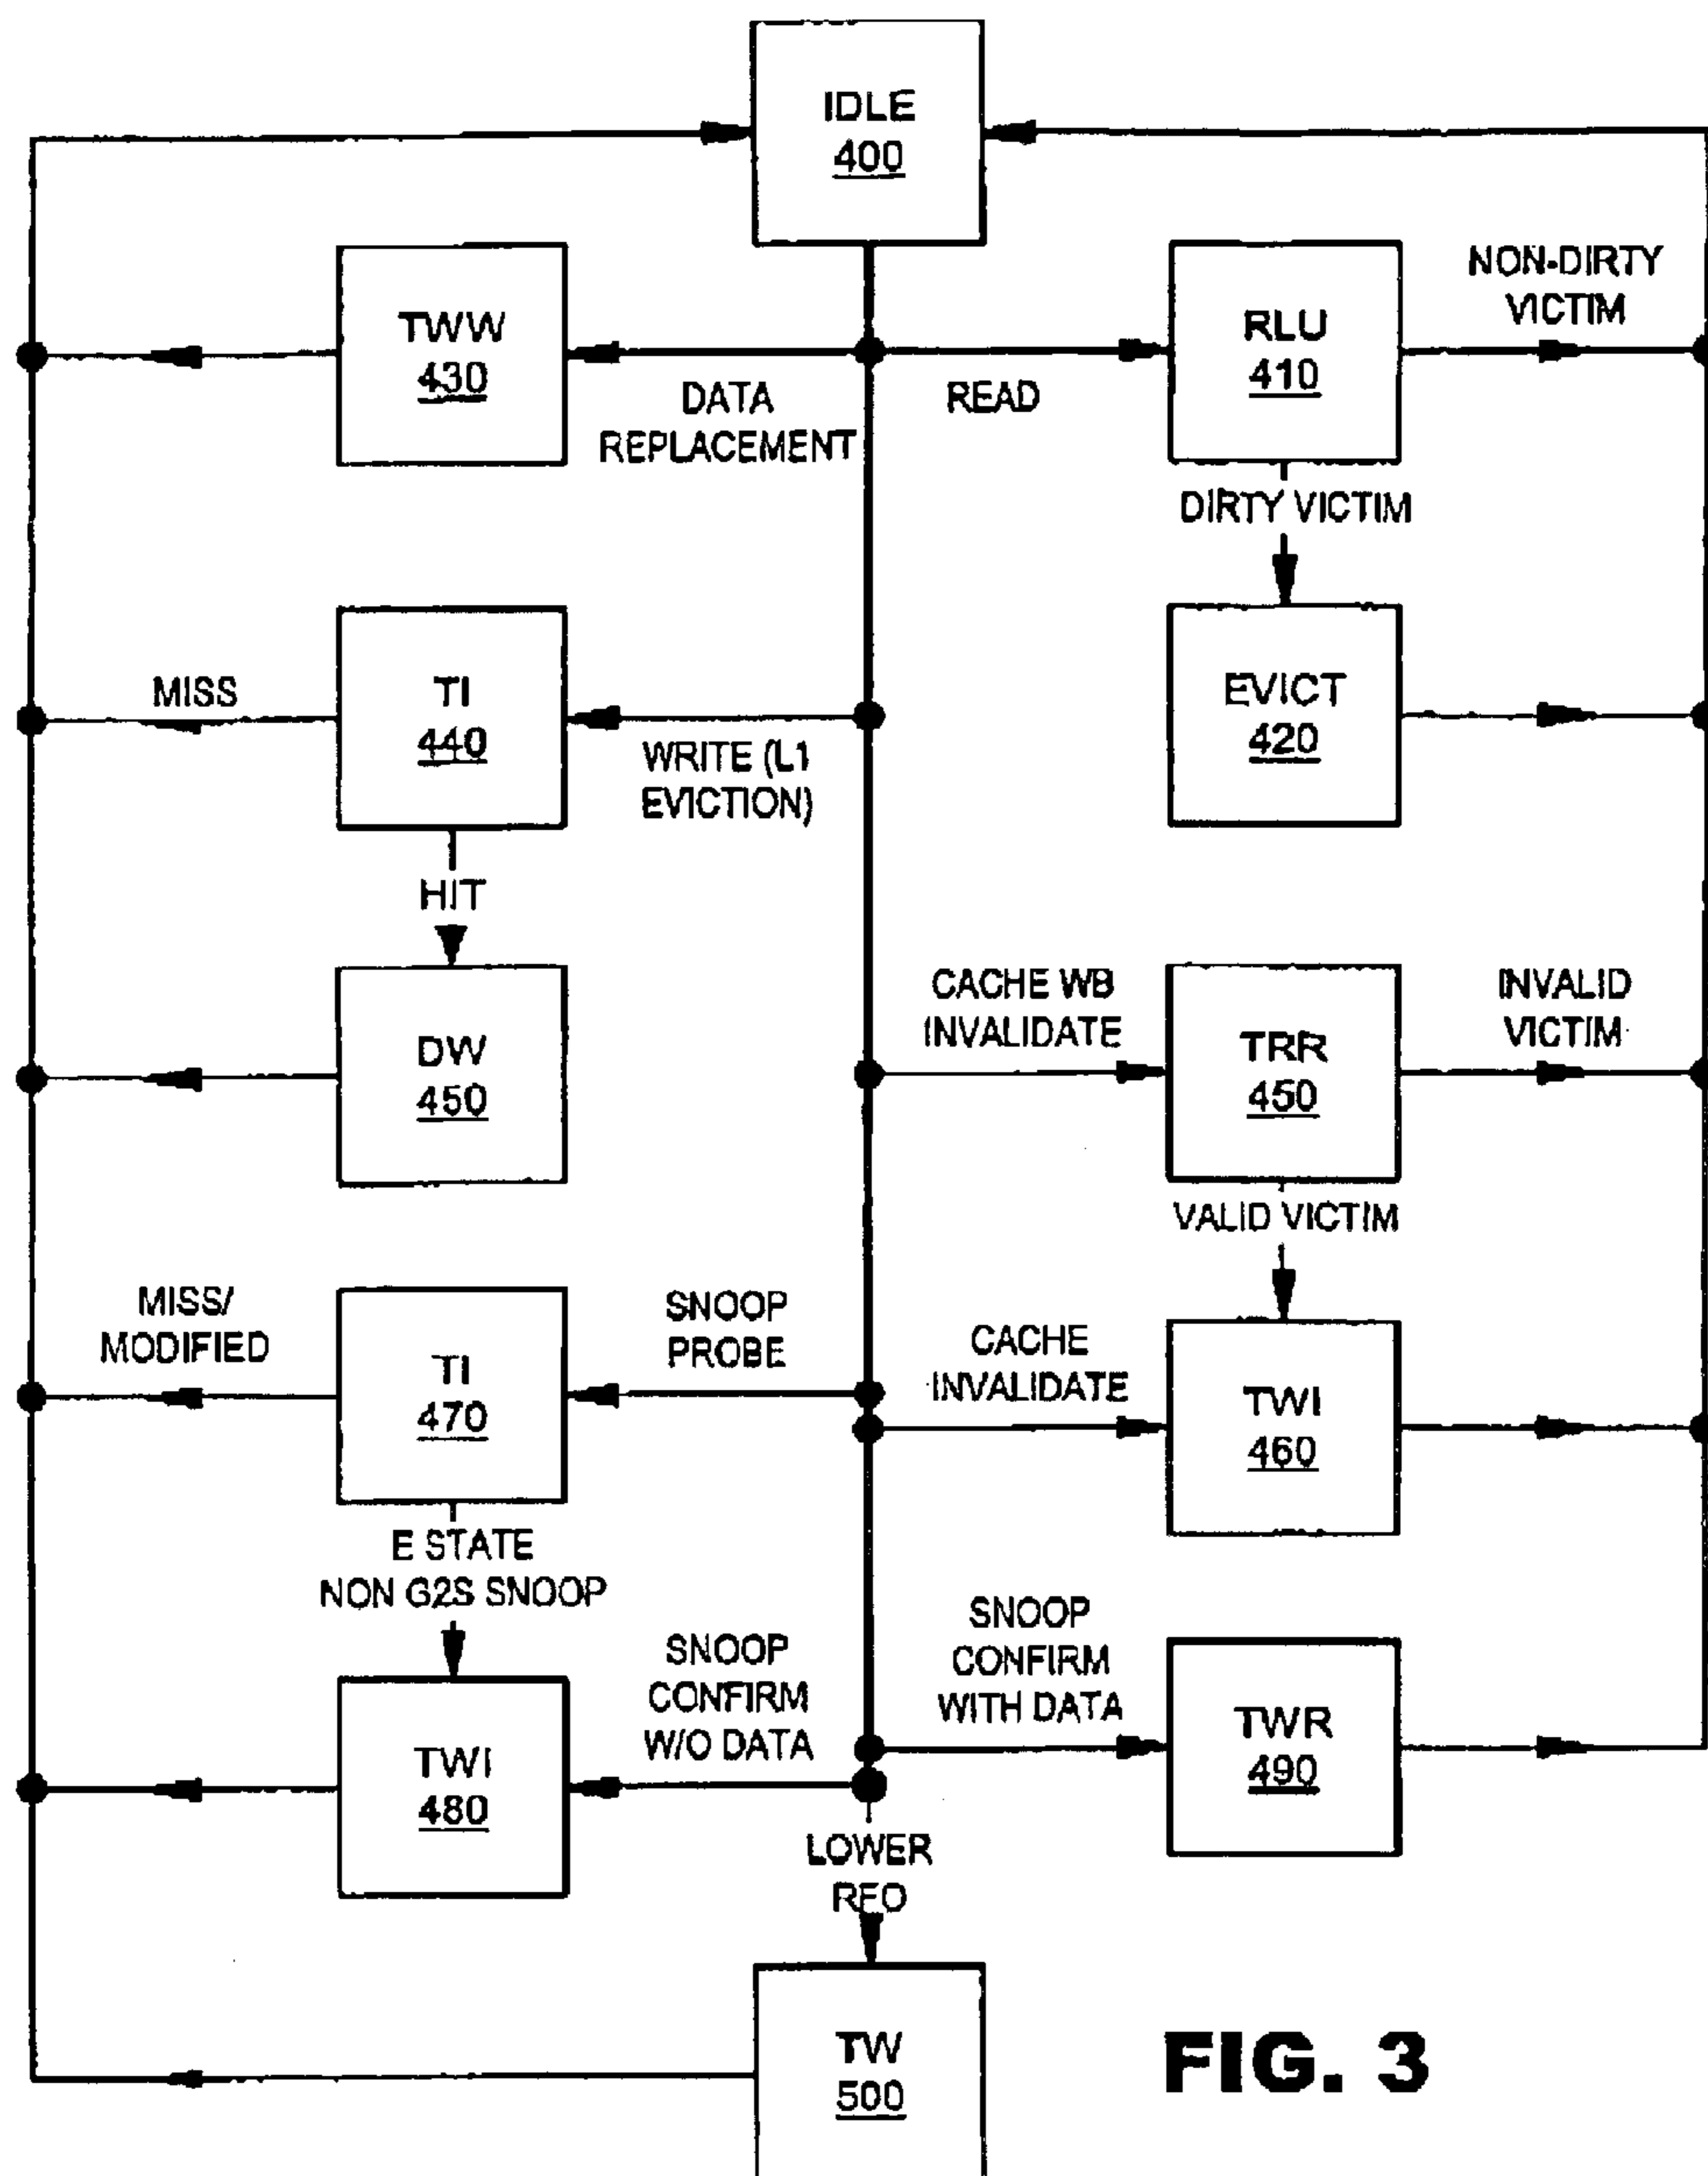 IDLE
400
TWW
430
DATA
REPLACEMENT
READ
RLU
410
NON-DIRTY
VICTIM
DIRTY VICTIM
MISS
TI
440
WRITE (L1
EVICTION)
EVICT
420
HIT
DW
450
CACHE WB
INVALIDATE
TRR
450
INVALID
VICTIM
VALID VICTIM
MISS/
MODIFIED
TI
470
SNOOP
PROBE
CACHE
INVALIDATE
TWI
460
E STATE
NON G2S SNOOP
SNOOP
CONFIRM
W/O DATA
SNOOP
CONFIRM
WITH DATA
TWI
480
TWR
490
LOWER
RFO
TW
500
FIG. 3